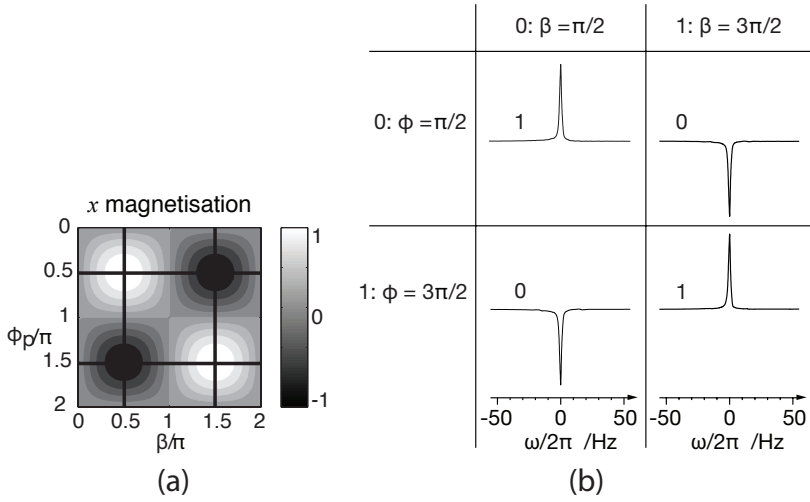 x magnetisation
0
0.5
1
1.5
2
ϕp/π
0 0.5 1 1.5 2
β/π
1
0
-1
(a)
0: β =π/2 1: β = 3π/2
0: ϕ =π/2 1 0
1: ϕ = 3π/2 0 1
-50 0 50 -50 0 50
ω/2π /Hz ω/2π /Hz
(b)